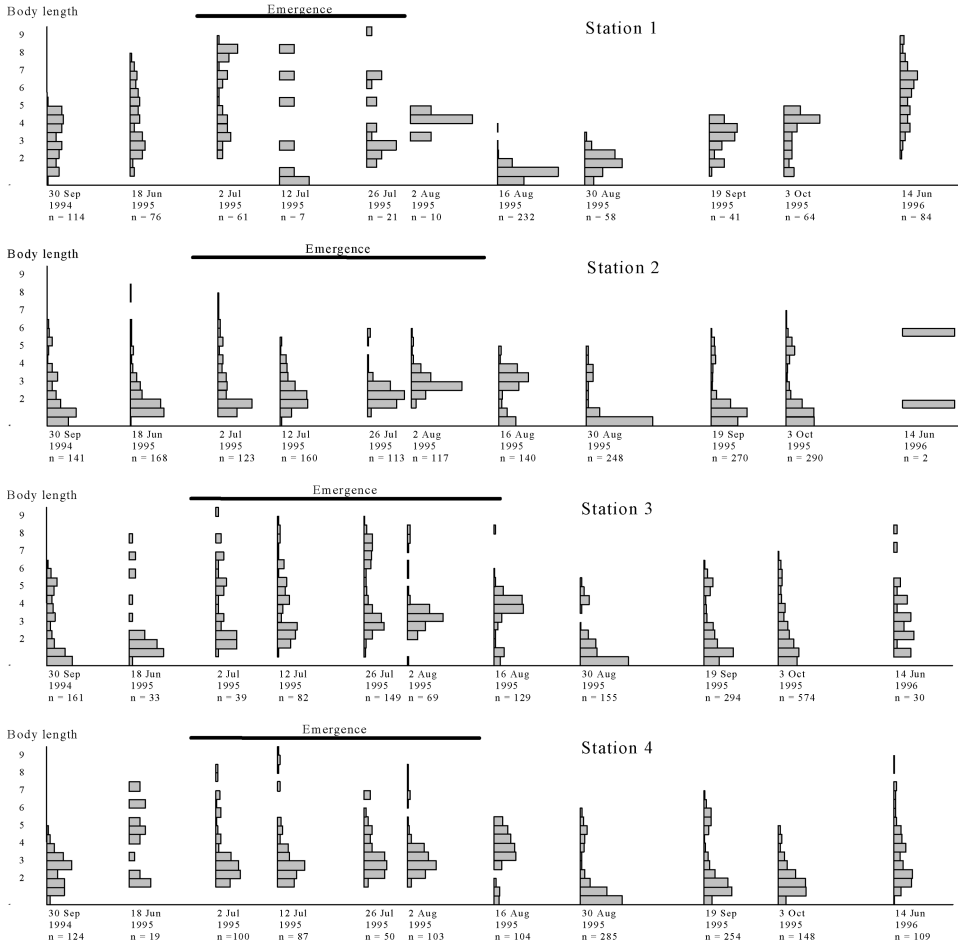 Body length
Emergence
Station 1
9
8
7
6
5
4
3
2
-
30 Sep 18 Jun 2 Jul 12 Jul 26 Jul 2 Aug 16 Aug 30 Aug 19 Sept 3 Oct 14 Jun
1994 1995 1995 1995 1995 1995 1995 1995 1995 1995 1996
n = 114 n = 76 n = 61 n = 7 n = 21 n = 10 n = 232 n = 58 n = 41 n = 64 n = 84
Body length
Emergence
Station 2
9
8
7
6
5
4
3
2
-
30 Sep 18 Jun 2 Jul 12 Jul 26 Jul 2 Aug 16 Aug 30 Aug 19 Sep 3 Oct 14 Jun
1994 1995 1995 1995 1995 1995 1995 1995 1995 1995 1996
n = 141 n = 168 n = 123 n = 160 n = 113 n = 117 n = 140 n = 248 n = 270 n = 290 n = 2
Body length
Emergence
Station 3
9
8
7
6
5
4
3
2
-
30 Sep 18 Jun 2 Jul 12 Jul 26 Jul 2 Aug 16 Aug 30 Aug 19 Sep 3 Oct 14 Jun
1994 1995 1995 1995 1995 1995 1995 1995 1995 1995 1996
n = 161 n = 33 n = 39 n = 82 n = 149 n = 69 n = 129 n = 155 n = 294 n = 574 n = 30
Body length
Emergence
Station 4
9
8
7
6
5
4
3
2
-
30 Sep 18 Jun 2 Jul 12 Jul 26 Jul 2 Aug 16 Aug 30 Aug 19 Sep 3 Oct 14 Jun
1994 1995 1995 1995 1995 1995 1995 1995 1995 1995 1996
n = 124 n = 19 n =100 n = 87 n = 50 n = 103 n = 104 n = 285 n = 254 n = 148 n = 109